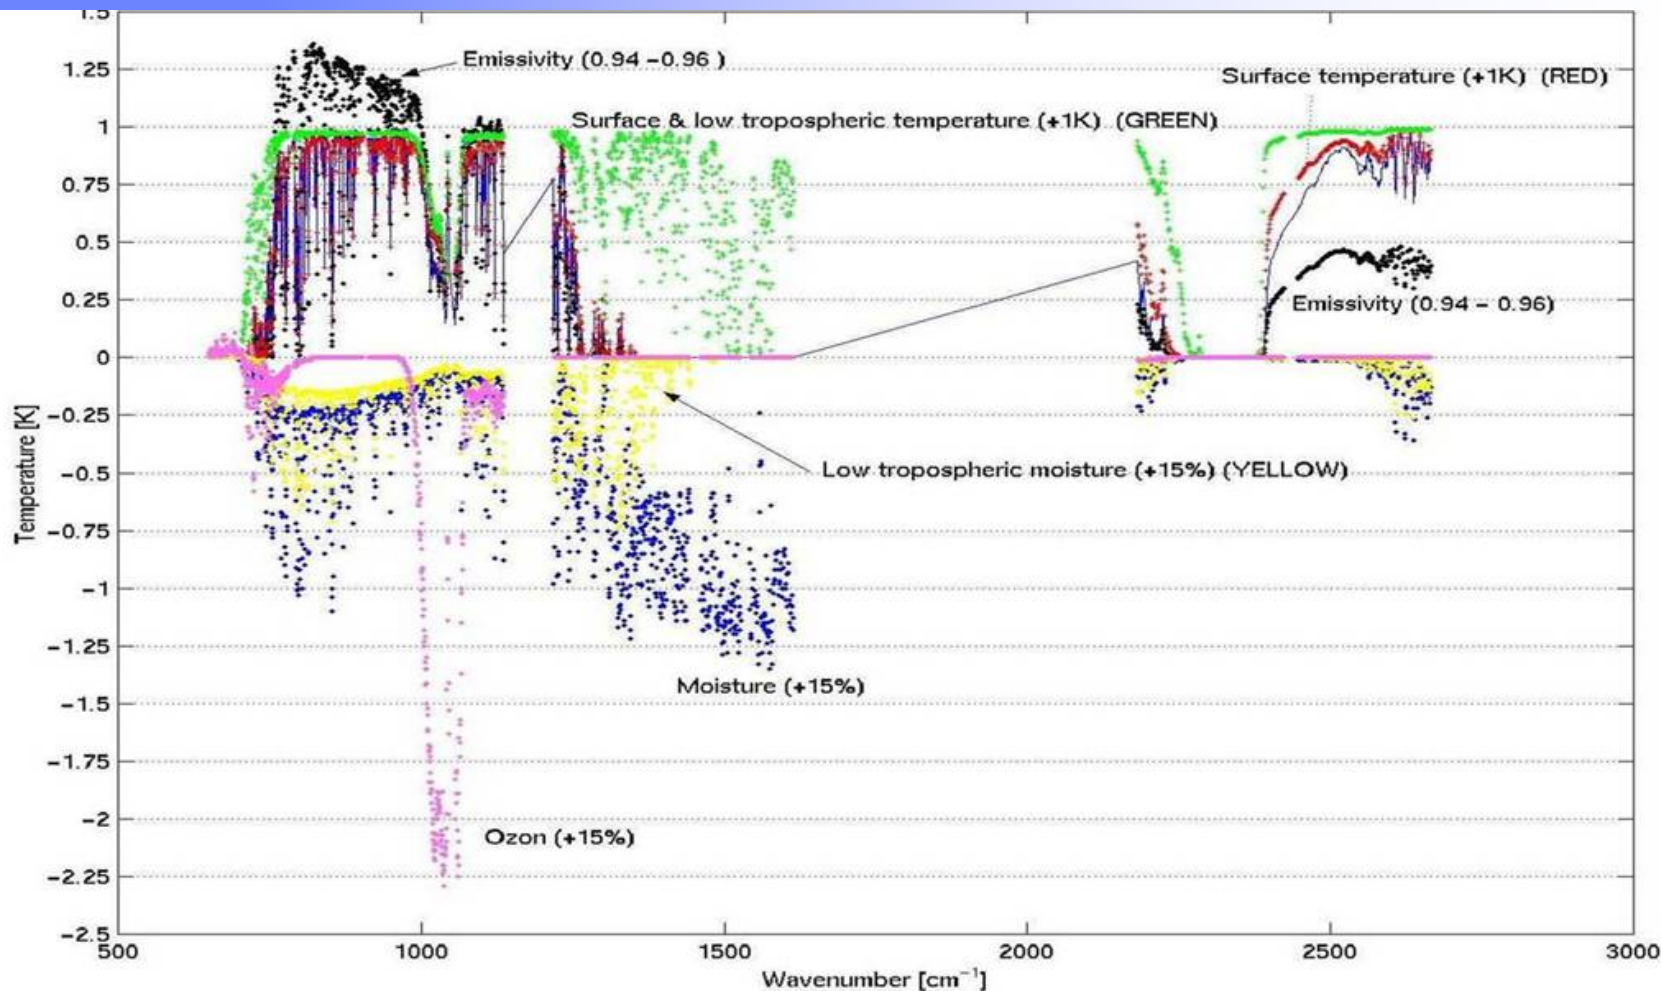 1.5
1.25
1
0.75
0.5
0.25
0
−0.25
−0.5
−0.75
−1
−1.25
−1.5
−1.75
−2
−2.25
−2.5
Temperature [K]
Emissivity (0.94 −0.96 )
Surface temperature (+1K) (RED)
Surface & low tropospheric temperature (+1K) (GREEN)
Emissivity (0.94 − 0.96)
Low tropospheric moisture (+15%) (YELLOW)
Moisture (+15%)
Ozon (+15%)
500 1000 1500 2000 2500 3000
Wavenumber [cm⁻¹]